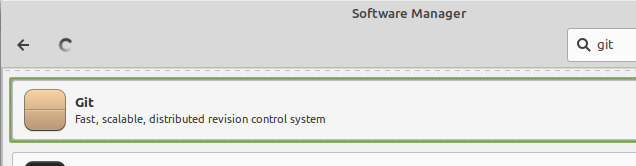 Software Manager
git
Git
Fast, scalable, distributed revision control system